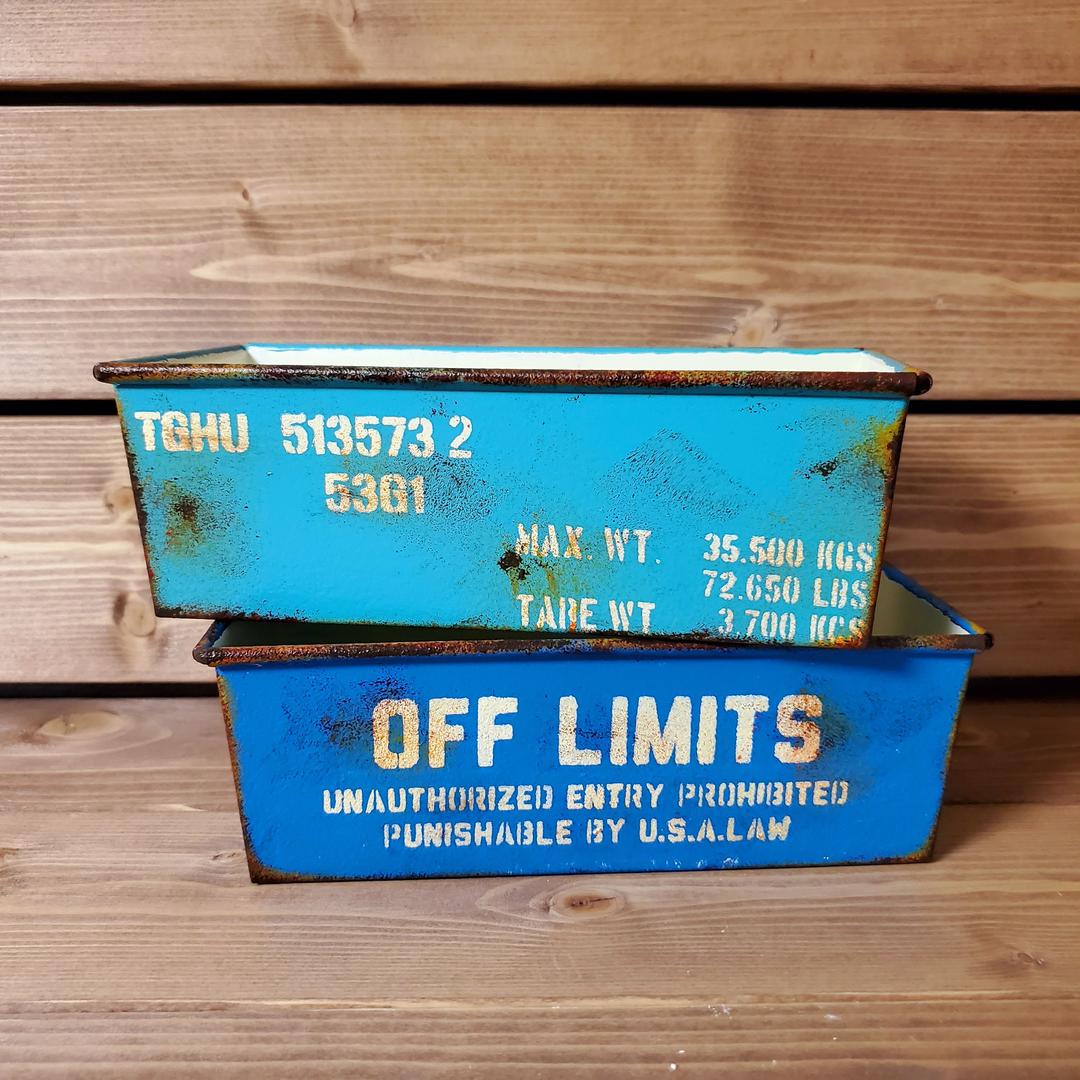 TGHU 513573 2
53G1
MAX. WT. 35.500 KGS
72.650 LBS
TARE WT 3.700 KGS
OFF LIMITS
UNAUTHORIZED ENTRY PROHIBITED
PUNISHABLE BY U.S.A.LAW